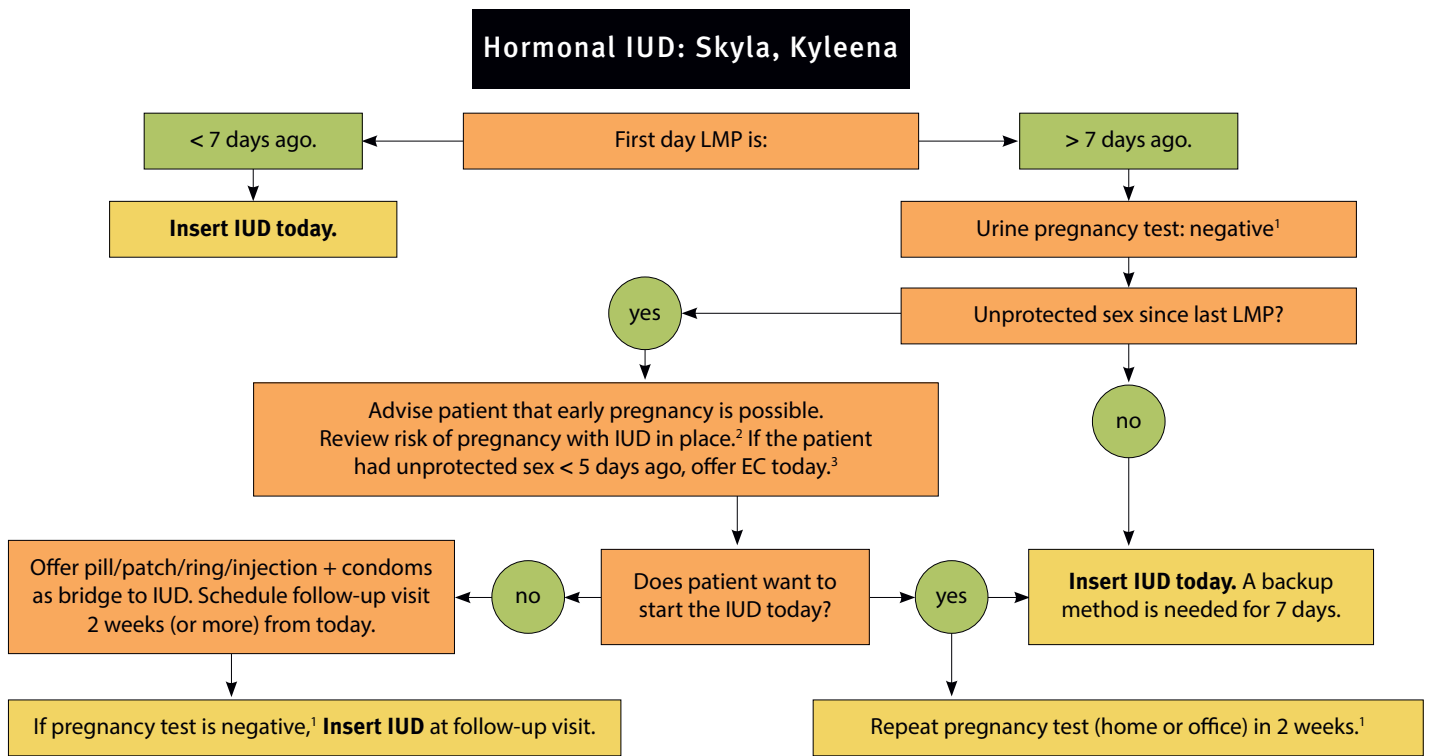 Hormonal IUD: Skyla, Kyleena
< 7 days ago.
First day LMP is:
> 7 days ago.
Insert IUD today.
Urine pregnancy test: negative¹
Unprotected sex since last LMP?
yes
no
Advise patient that early pregnancy is possible.
Review risk of pregnancy with IUD in place.² If the patient
had unprotected sex < 5 days ago, offer EC today.³
Offer pill/patch/ring/injection + condoms
as bridge to IUD. Schedule follow-up visit
2 weeks (or more) from today.
no
Does patient want to
start the IUD today?
yes
Insert IUD today. A backup
method is needed for 7 days.
If pregnancy test is negative,¹ Insert IUD at follow-up visit.
Repeat pregnancy test (home or office) in 2 weeks.¹